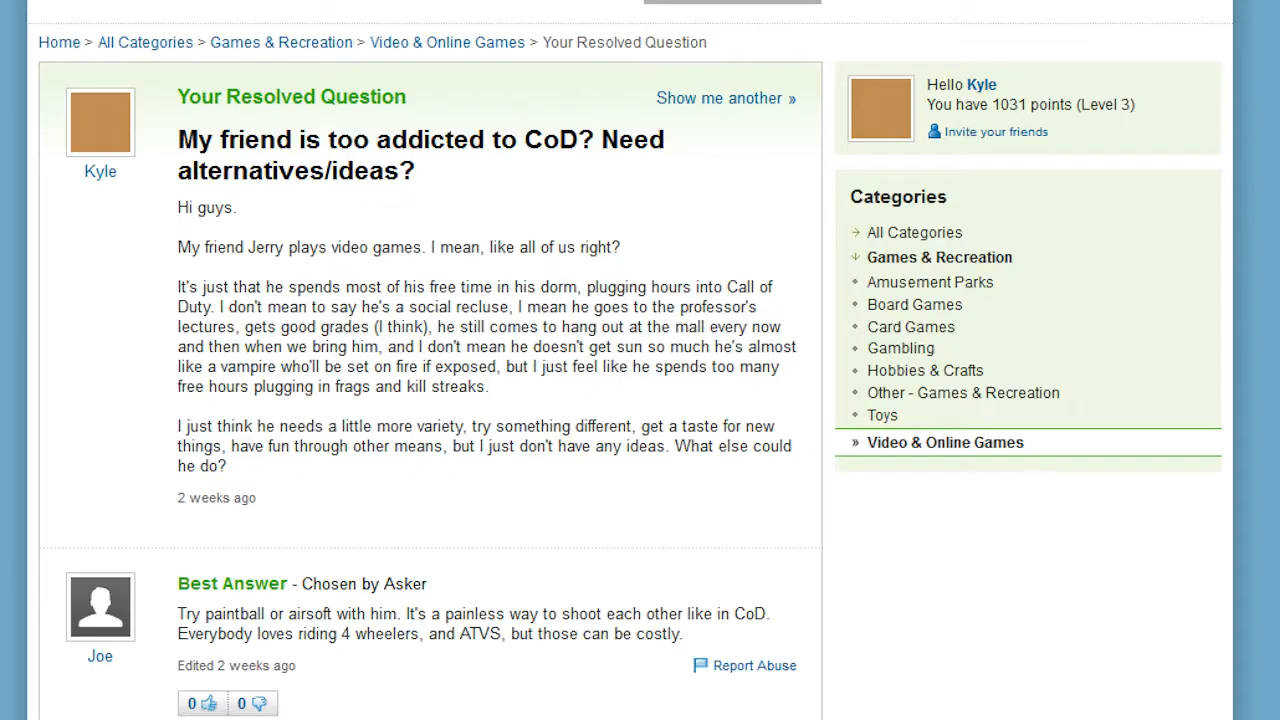 Home > All Categories > Games & Recreation > Video & Online Games > Your Resolved Question
Your Resolved Question
Show me another »
My friend is too addicted to CoD? Need
alternatives/ideas?
Kyle
Hi guys.
My friend Jerry plays video games. I mean, like all of us right?
It's just that he spends most of his free time in his dorm, plugging hours into Call of
Duty. I don't mean to say he's a social recluse, I mean he goes to the professor's
lectures, gets good grades (I think), he still comes to hang out at the mall every now
and then when we bring him, and I don't mean he doesn't get sun so much he's almost
like a vampire who'll be set on fire if exposed, but I just feel like he spends too many
free hours plugging in frags and kill streaks.
I just think he needs a little more variety, try something different, get a taste for new
things, have fun through other means, but I just don't have any ideas. What else could
he do?
2 weeks ago
Best Answer - Chosen by Asker
Try paintball or airsoft with him. It's a painless way to shoot each other like in CoD.
Everybody loves riding 4 wheelers, and ATVS, but those can be costly.
Joe
Edited 2 weeks ago
Report Abuse
0 0
Hello Kyle
You have 1031 points (Level 3)
Invite your friends
Categories
All Categories
Games & Recreation
Amusement Parks
Board Games
Card Games
Gambling
Hobbies & Crafts
Other - Games & Recreation
Toys
» Video & Online Games